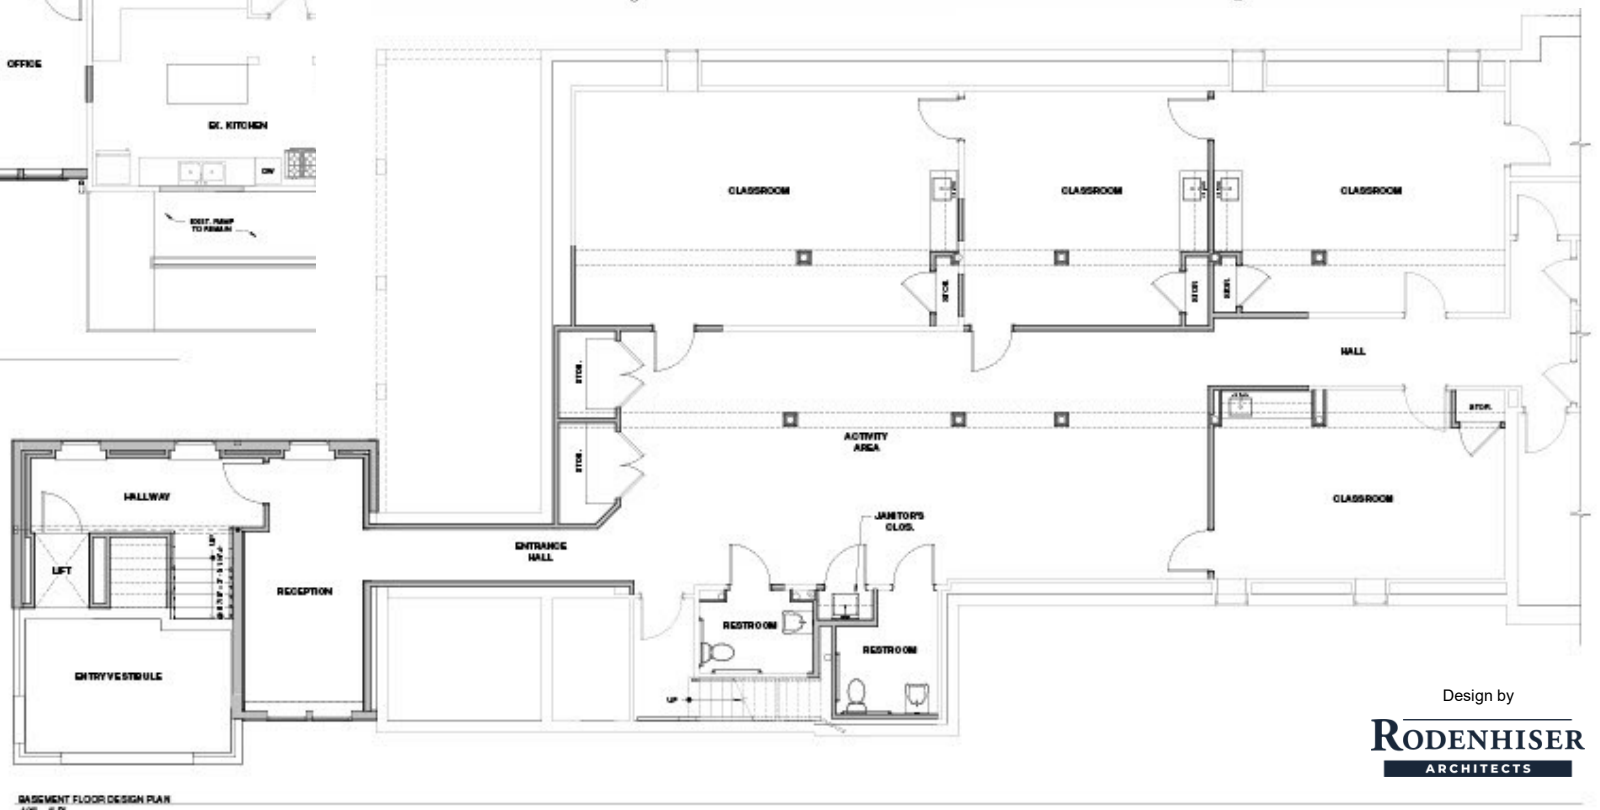 OFFICE
EX. KITCHEN
DW
EXIST. RAMP
TO REMAIN
CLASSROOM
CLASSROOM
CLASSROOM
STOR.
STOR.
STOR.
STOR.
HALL
STOR.
ACTIVITY
AREA
STOR.
HALLWAY
CLASSROOM
JANITOR'S
CLOS.
UP
ENTRANCE
HALL
LIFT
RECEPTION
RESTROOM
RESTROOM
ENTRY VESTIBULE
UP
Design by
RODENHISER
ARCHITECTS
BASEMENT FLOOR DESIGN PLAN